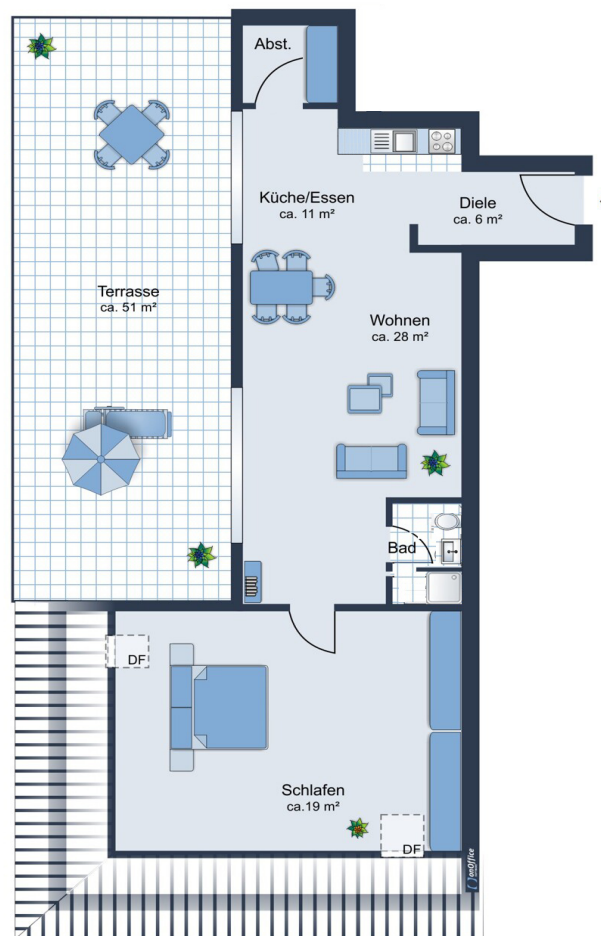 Abst.
Küche/Essen
ca. 11 m²
Diele
ca. 6 m²
Terrasse
ca. 51 m²
Wohnen
ca. 28 m²
Bad
DF
Schlafen
ca.19 m²
DF
onOffice